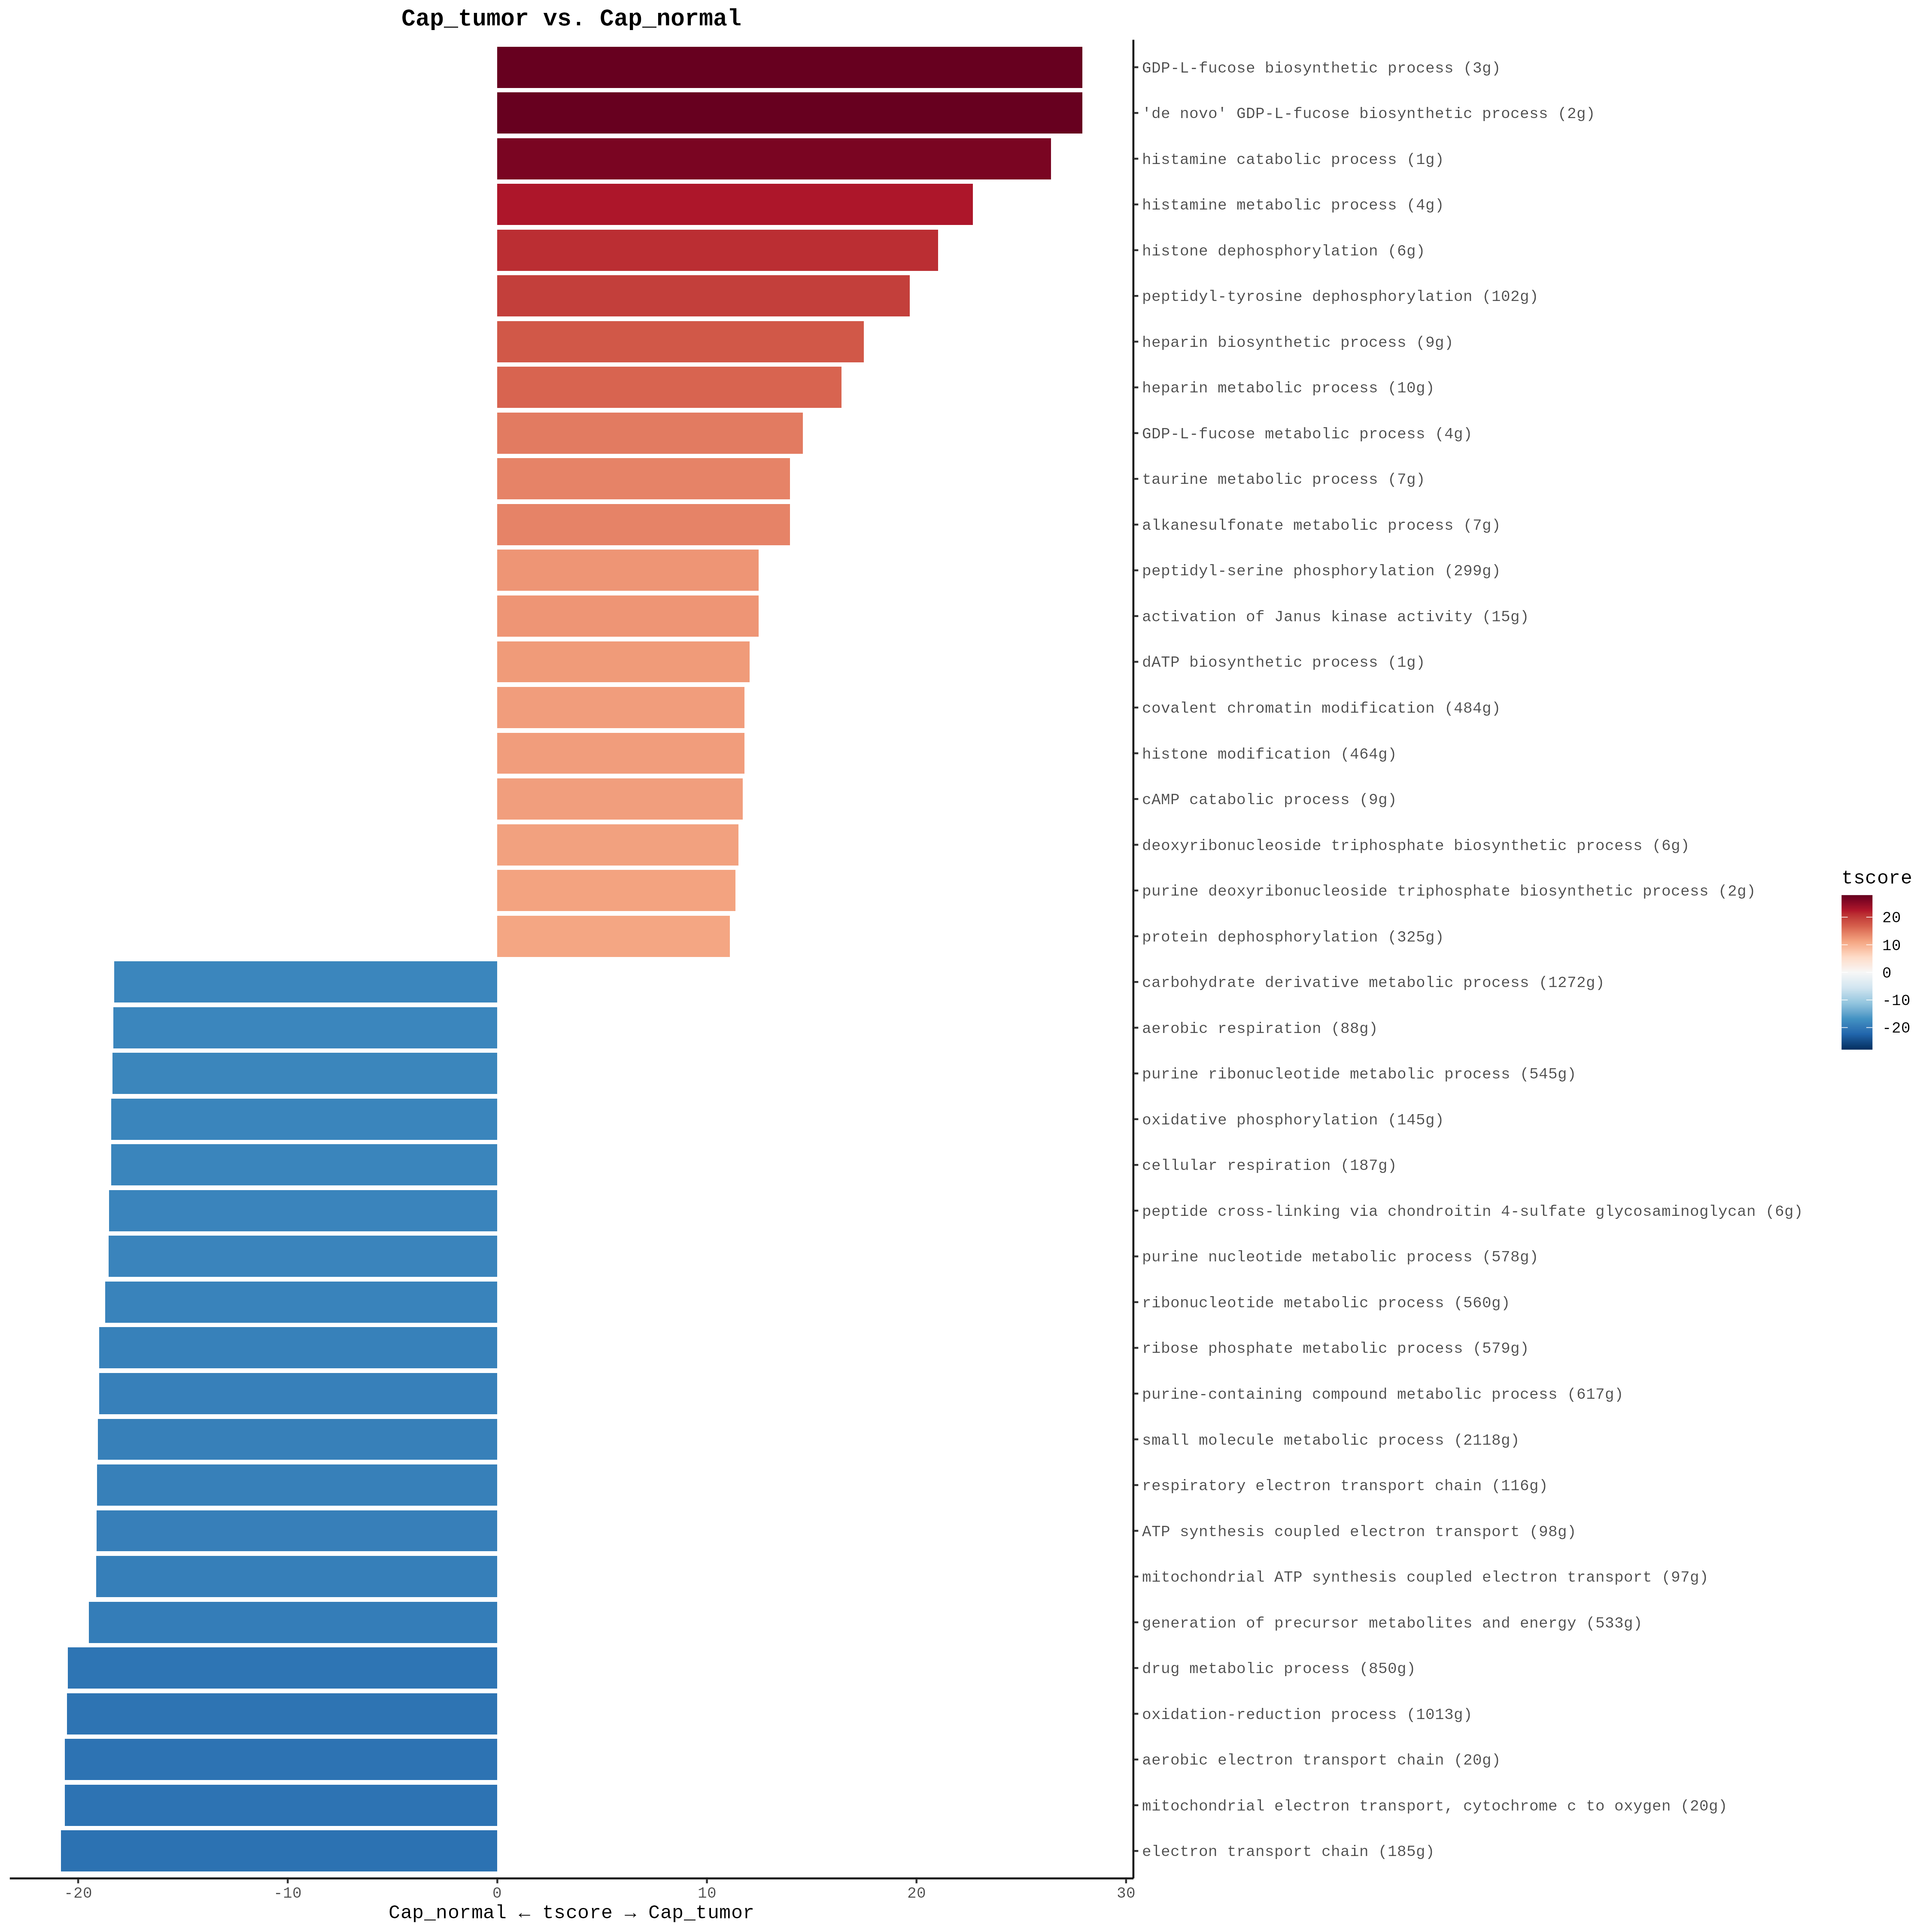 Cap_tumor vs. Cap_normal
GDP-L-fucose biosynthetic process (3g)
'de novo' GDP-L-fucose biosynthetic process (2g)
histamine catabolic process (1g)
histamine metabolic process (4g)
histone dephosphorylation (6g)
peptidyl-tyrosine dephosphorylation (102g)
heparin biosynthetic process (9g)
heparin metabolic process (10g)
GDP-L-fucose metabolic process (4g)
taurine metabolic process (7g)
alkanesulfonate metabolic process (7g)
peptidyl-serine phosphorylation (299g)
activation of Janus kinase activity (15g)
dATP biosynthetic process (1g)
covalent chromatin modification (484g)
histone modification (464g)
cAMP catabolic process (9g)
deoxyribonucleoside triphosphate biosynthetic process (6g)
purine deoxyribonucleoside triphosphate biosynthetic process (2g)
protein dephosphorylation (325g)
carbohydrate derivative metabolic process (1272g)
aerobic respiration (88g)
purine ribonucleotide metabolic process (545g)
oxidative phosphorylation (145g)
cellular respiration (187g)
peptide cross-linking via chondroitin 4-sulfate glycosaminoglycan (6g)
purine nucleotide metabolic process (578g)
ribonucleotide metabolic process (560g)
ribose phosphate metabolic process (579g)
purine-containing compound metabolic process (617g)
small molecule metabolic process (2118g)
respiratory electron transport chain (116g)
ATP synthesis coupled electron transport (98g)
mitochondrial ATP synthesis coupled electron transport (97g)
generation of precursor metabolites and energy (533g)
drug metabolic process (850g)
oxidation-reduction process (1013g)
aerobic electron transport chain (20g)
mitochondrial electron transport, cytochrome c to oxygen (20g)
electron transport chain (185g)
-20 -10 0 10 20 30
Cap_normal ← tscore → Cap_tumor
tscore
20
10
0
-10
-20